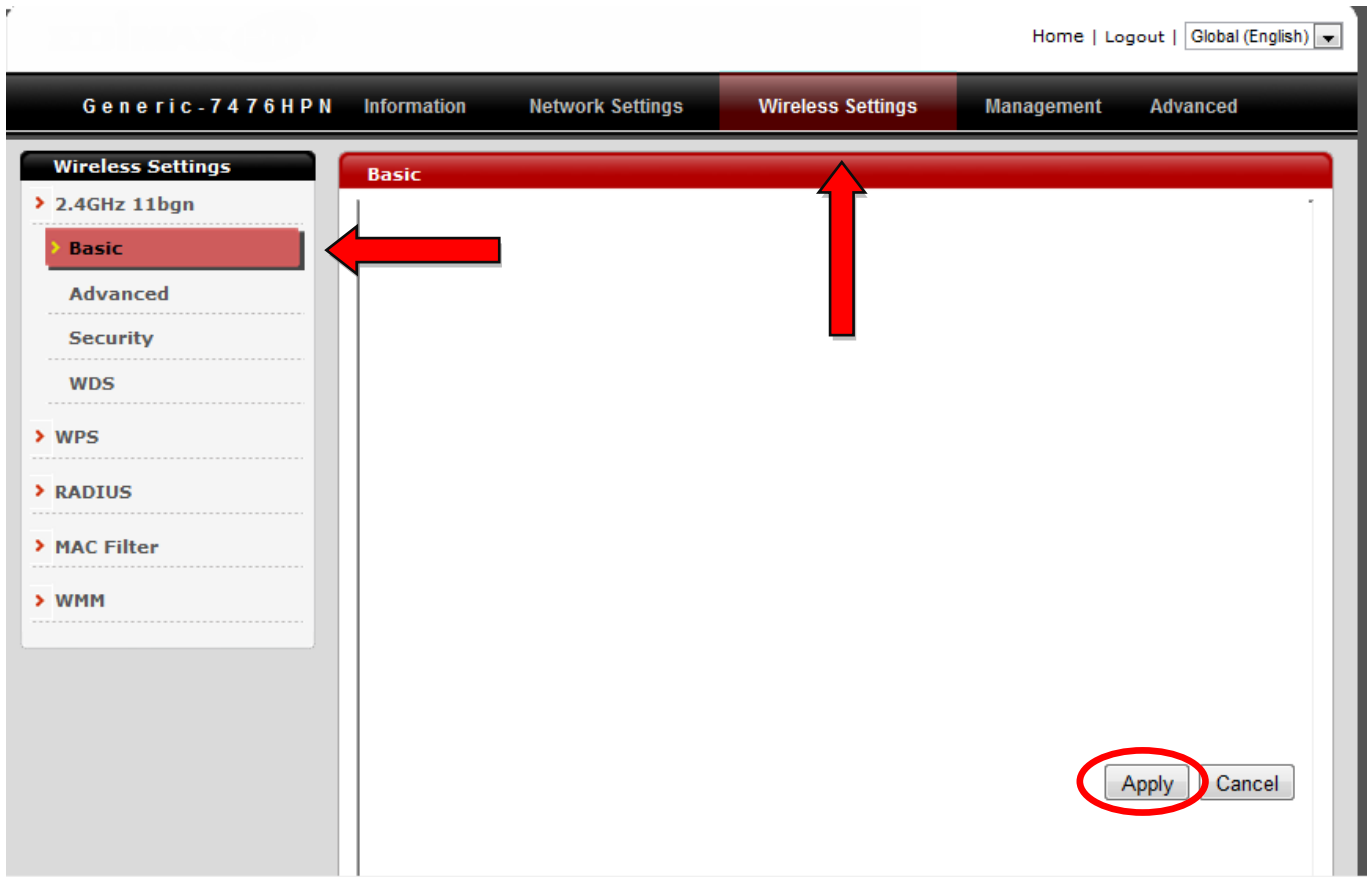 Home | Logout | Global (English)
Generic-7476HPN Information Network Settings Wireless Settings Management Advanced
Wireless Settings
2.4GHz 11bgn
Basic
Advanced
Security
WDS
WPS
RADIUS
MAC Filter
WMM
Basic
Apply Cancel